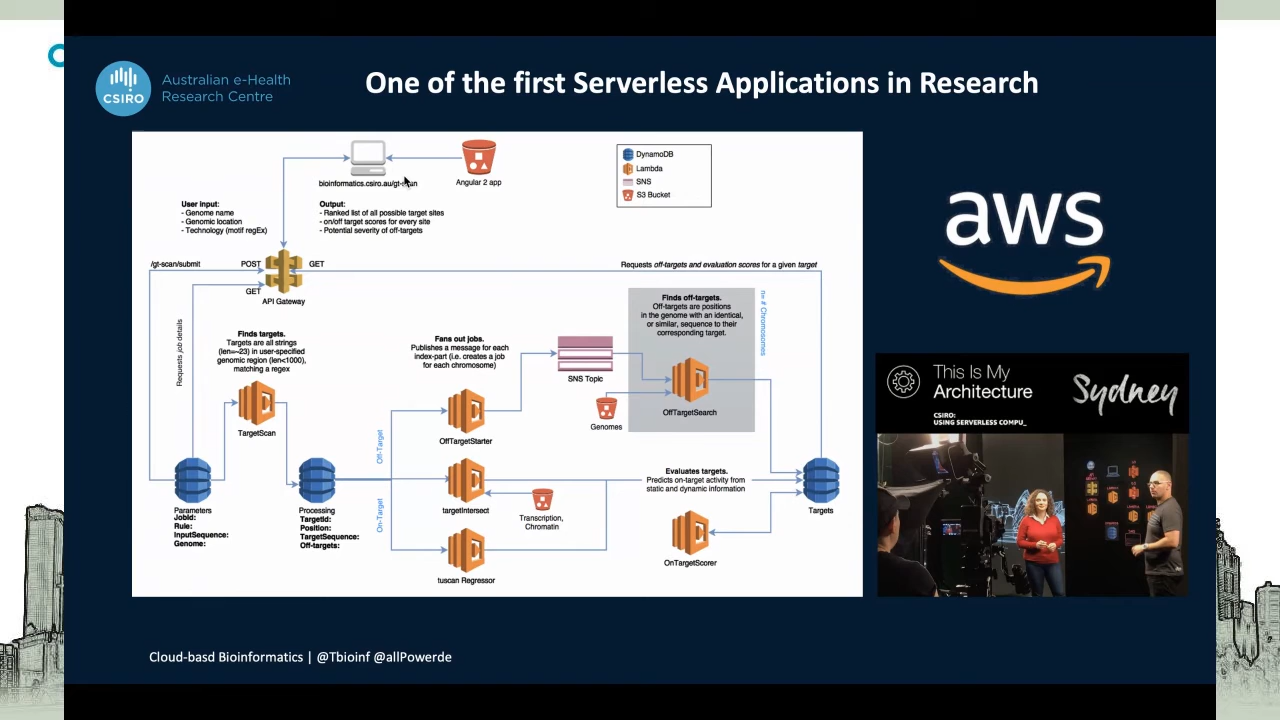 CSIRO
Australian e-Health
Research Centre
One of the first Serverless Applications in Research
bioinformatics.csiro.au/gt-scan
Angular 2 app
DynamoDB
Lambda
SNS
S3 Bucket
User input:
- Genome name
- Genomic location
- Technology (motif regEx)
Output:
- Ranked list of all possible target sites
- on/off target scores for every site
- Potential severity of off-targets
/gt-scan/submit
POST
GET
GET
API Gateway
Requests off-targets and evaluation scores for a given target
Requests job details
Finds targets.
Targets are all strings
(len=~23) in user-specified
genomic region (len<1000),
matching a regex
TargetScan
Fans out jobs.
Publishes a message for each
index-part (i.e. creates a job
for each chromosome)
SNS Topic
Finds off-targets.
Off-targets are positions
in the genome with an identical,
or similar, sequence to their
corresponding target.
n= # Chromosomes
OffTargetSearch
Genomes
OffTargetStarter
Off-Target
On-Target
targetIntersect
Transcription,
Chromatin
tuscan Regressor
Evaluates targets.
Predicts on-target activity from
static and dynamic information
OnTargetScorer
Targets
Parameters
JobId:
Rule:
InputSequence:
Genome:
Processing
TargetId:
Position:
TargetSequence:
Off-targets:
aws
This Is My
Architecture
CSIRO:
USING SERVERLESS COMPU_
Sydney
Cloud-basd Bioinformatics | @Tbioinf @allPowerde